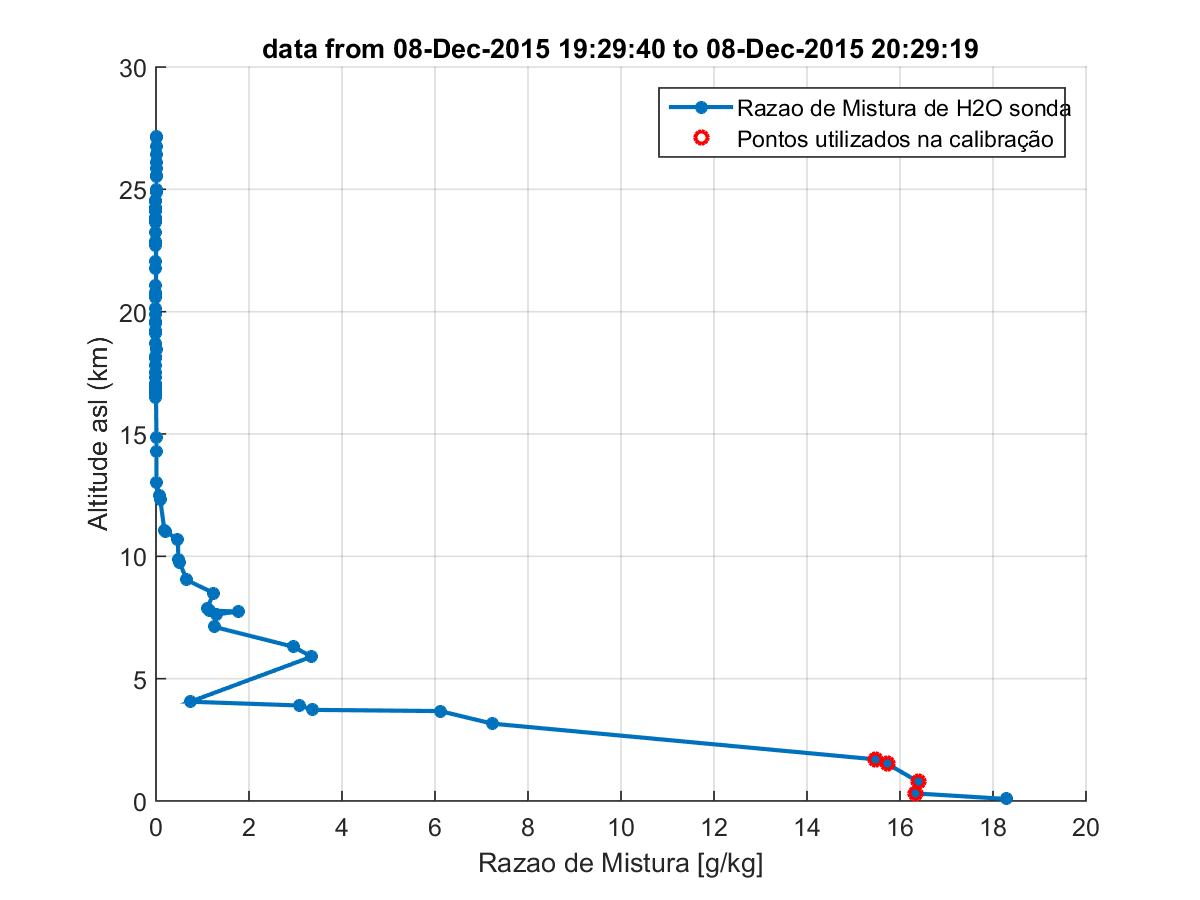 data from 08-Dec-2015 19:29:40 to 08-Dec-2015 20:29:19
Razao de Mistura de H2O sonda
Pontos utilizados na calibração
Altitude asl (km)
30
25
20
15
10
5
0
0 2 4 6 8 10 12 14 16 18 20
Razao de Mistura [g/kg]